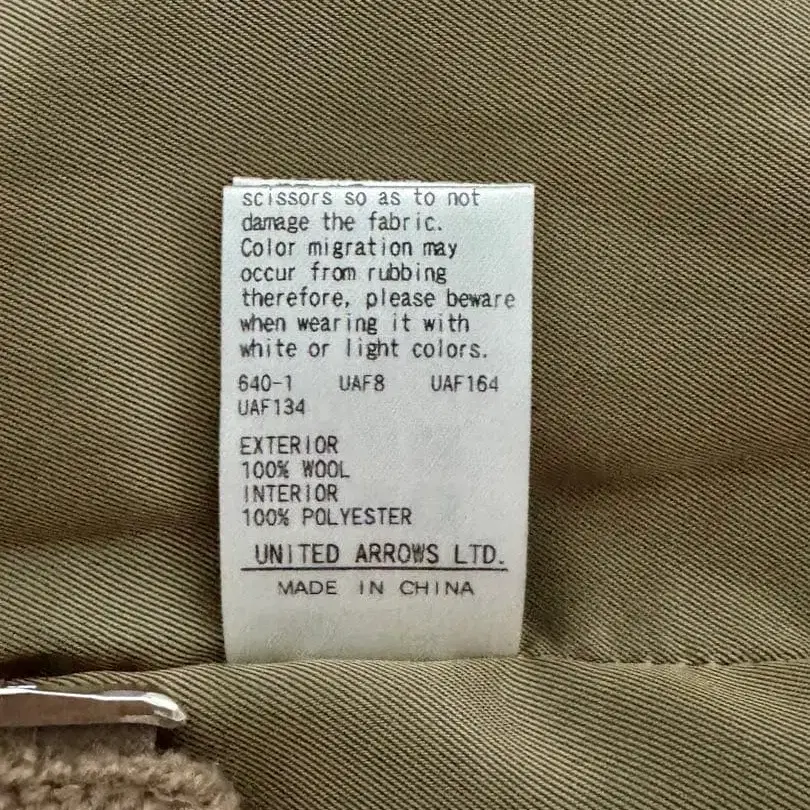 scissors so as to not
damage the fabric.
Color migration may
occur from rubbing
therefore, please beware
when wearing it with
white or light colors.
640-1 UAF8 UAF164
UAF134
EXTERIOR
100% WOOL
INTERIOR
100% POLYESTER
UNITED ARROWS LTD.
MADE IN CHINA